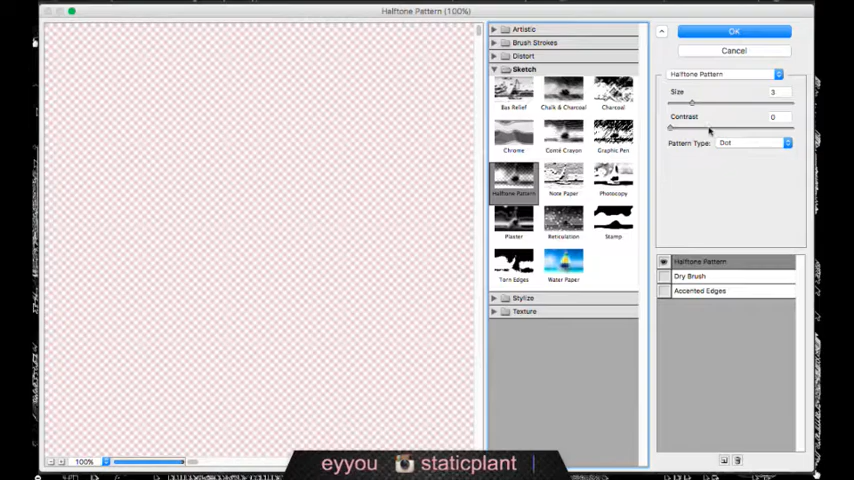 Halftone Pattern (100%)
Artistic
Brush Strokes
Distort
Sketch
Bas Relief
Chalk & Charcoal
Charcoal
Chrome
Conté Crayon
Graphic Pen
Halftone Pattern
Note Paper
Photocopy
Plaster
Reticulation
Stamp
Torn Edges
Water Paper
Stylize
Texture
OK
Cancel
Halftone Pattern
Size 3
Contrast 0
Pattern Type: Dot
Halftone Pattern
Dry Brush
Accented Edges
100%
eyyou staticplant